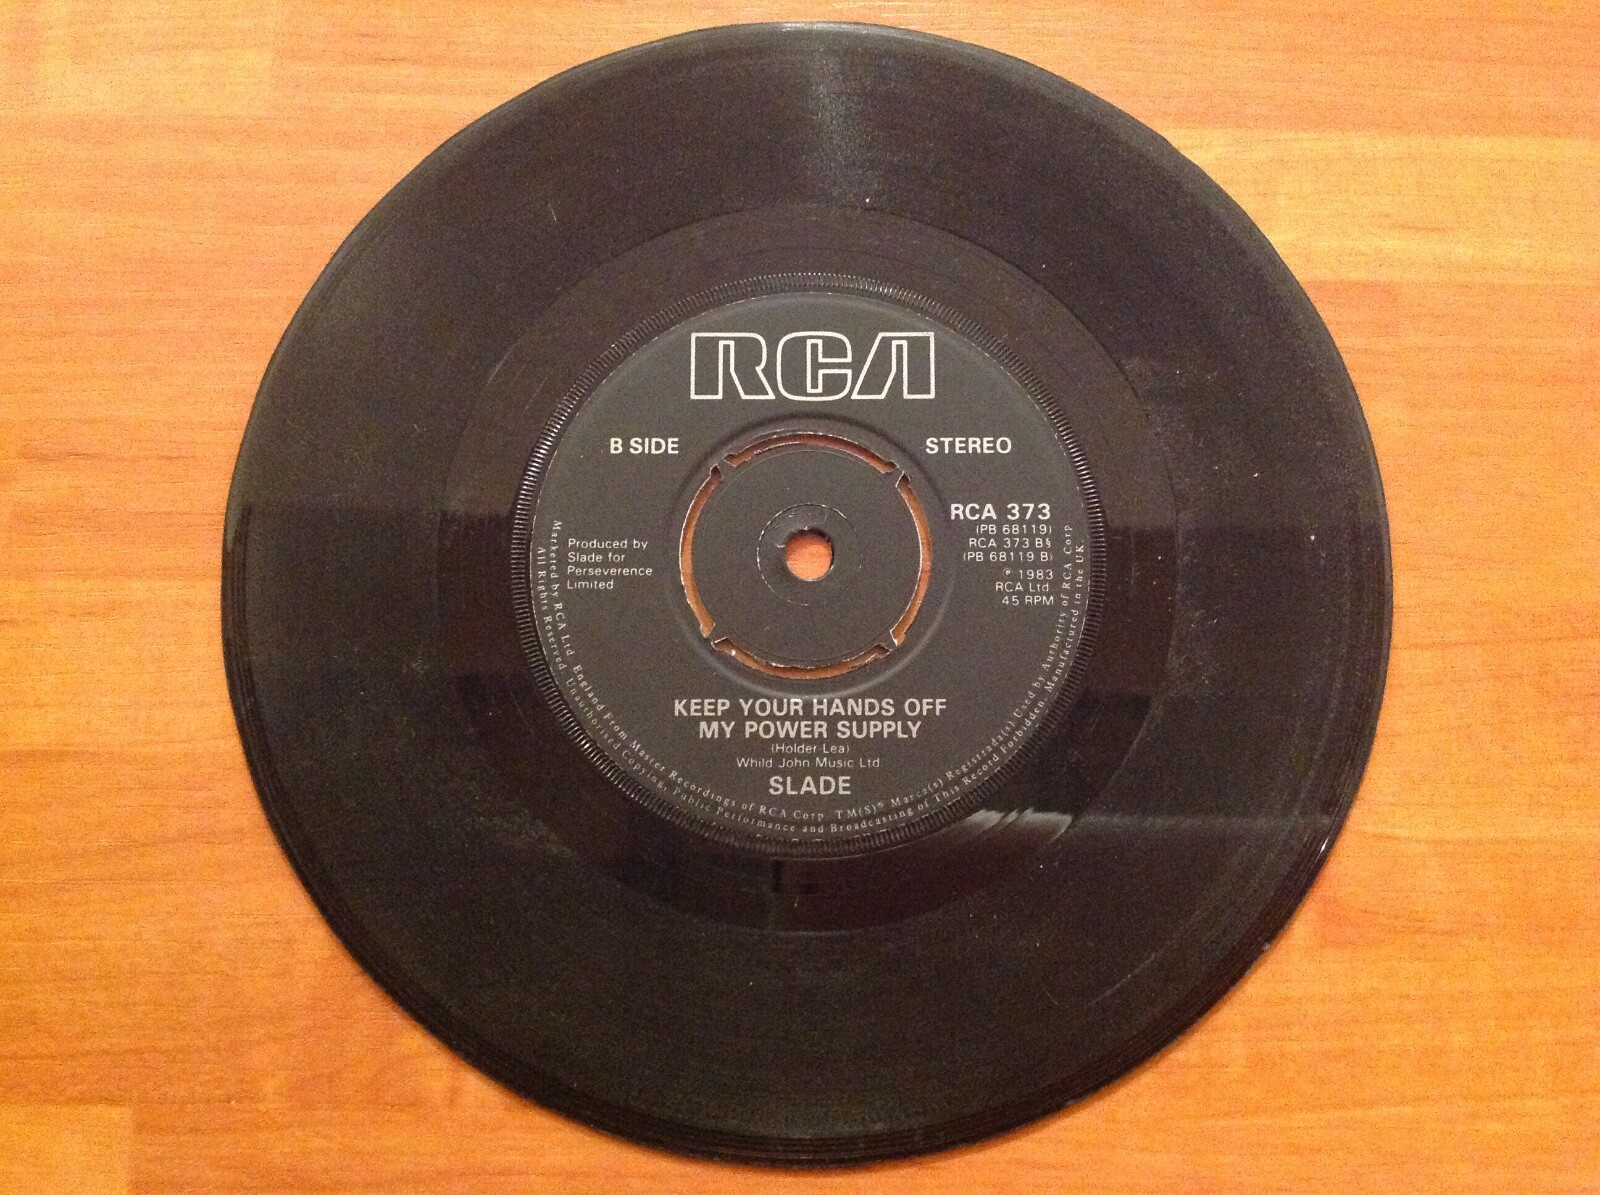 RCA
B SIDE
STEREO
RCA 373
(PB 68119)
RCA 373 B§
(PB 68119 B)
℗ 1983
RCA Ltd.
45 RPM
Produced by
Slade for
Perseverence
Limited
KEEP YOUR HANDS OFF
MY POWER SUPPLY
(Holder-Lea)
Whild John Music Ltd.
SLADE
Marketed by RCA Ltd. England From Master Recordings of RCA Corp. TM(S)® Marca(s) Registrada(s) Used by Authority of RCA Corp.
All Rights Reserved. Unauthorised Copying, Public Performance and Broadcasting of This Record Forbidden. Manufactured in the UK.